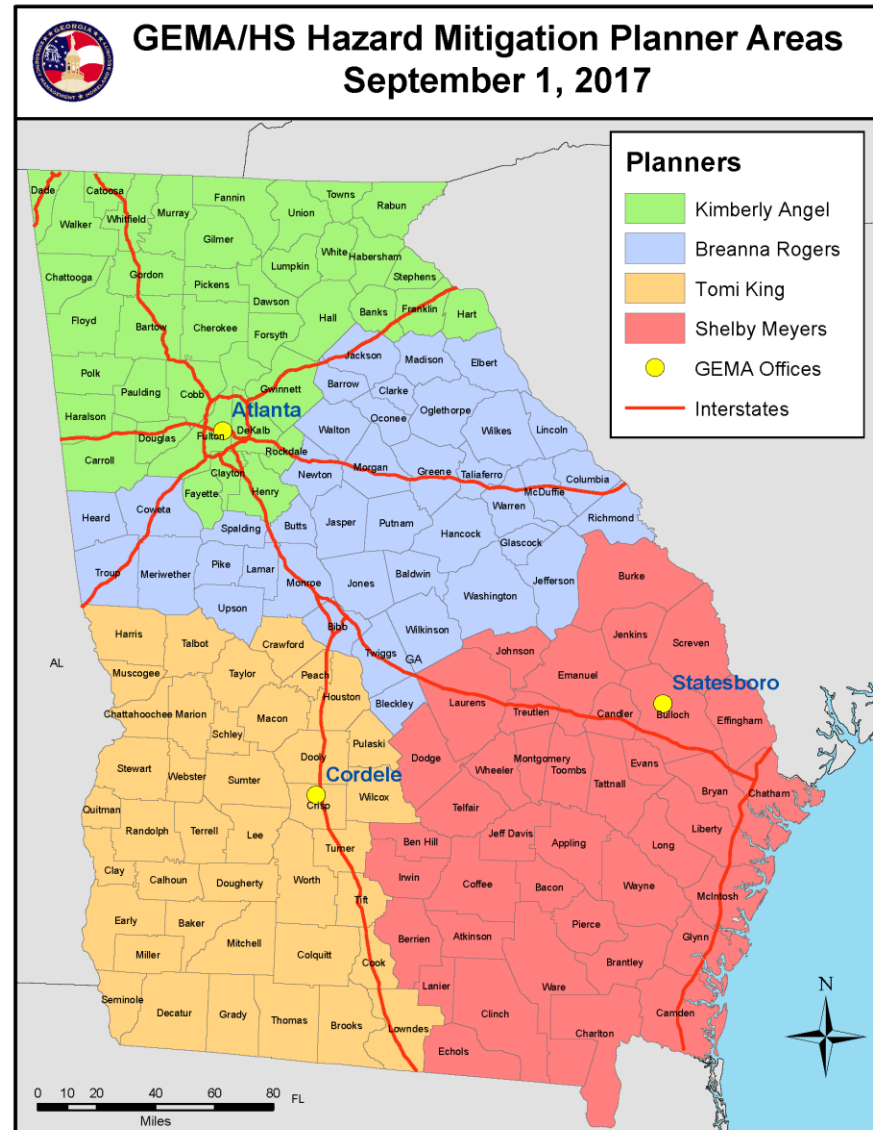 GEMA/HS Hazard Mitigation Planner Areas
September 1, 2017
Planners
Kimberly Angel
Breanna Rogers
Tomi King
Shelby Meyers
GEMA Offices
Interstates
Dade
Catoosa
Fannin
Towns
Rabun
Walker
Whitfield
Murray
Union
Gilmer
White
Habersham
Lumpkin
Stephens
Chattooga
Gordon
Pickens
Dawson
Hall
Banks
Franklin
Hart
Floyd
Bartow
Cherokee
Forsyth
Jackson
Madison
Elbert
Polk
Paulding
Cobb
Gwinnett
Barrow
Clarke
Oconee
Oglethorpe
Haralson
Atlanta
Douglas
Fulton
DeKalb
Walton
Wilkes
Lincoln
Carroll
Rockdale
Clayton
Newton
Morgan
Greene
Taliaferro
Columbia
McDuffie
Fayette
Henry
Warren
Richmond
Heard
Coweta
Spalding
Butts
Jasper
Putnam
Hancock
Glascock
Troup
Meriwether
Pike
Lamar
Monroe
Jones
Baldwin
Washington
Jefferson
Burke
Upson
Bibb
Wilkinson
Harris
Talbot
Crawford
Twiggs
GA
Johnson
Jenkins
Screven
AL
Muscogee
Taylor
Peach
Houston
Bleckley
Laurens
Emanuel
Statesboro
Chattahoochee
Marion
Macon
Treutlen
Candler
Bulloch
Effingham
Schley
Pulaski
Dooly
Dodge
Stewart
Webster
Sumter
Cordele
Wilcox
Crisp
Wheeler
Montgomery
Toombs
Tattnall
Evans
Bryan
Chatham
Quitman
Randolph
Terrell
Lee
Turner
Telfair
Ben Hill
Jeff Davis
Appling
Long
Liberty
Clay
Calhoun
Dougherty
Worth
Tift
Irwin
Coffee
Bacon
Wayne
McIntosh
Early
Baker
Mitchell
Colquitt
Cook
Berrien
Atkinson
Pierce
Brantley
Glynn
Miller
Lanier
Ware
Seminole
Decatur
Grady
Thomas
Brooks
Lowndes
Clinch
Echols
Charlton
Camden
N
0 10 20 40 60 80
Miles
FL